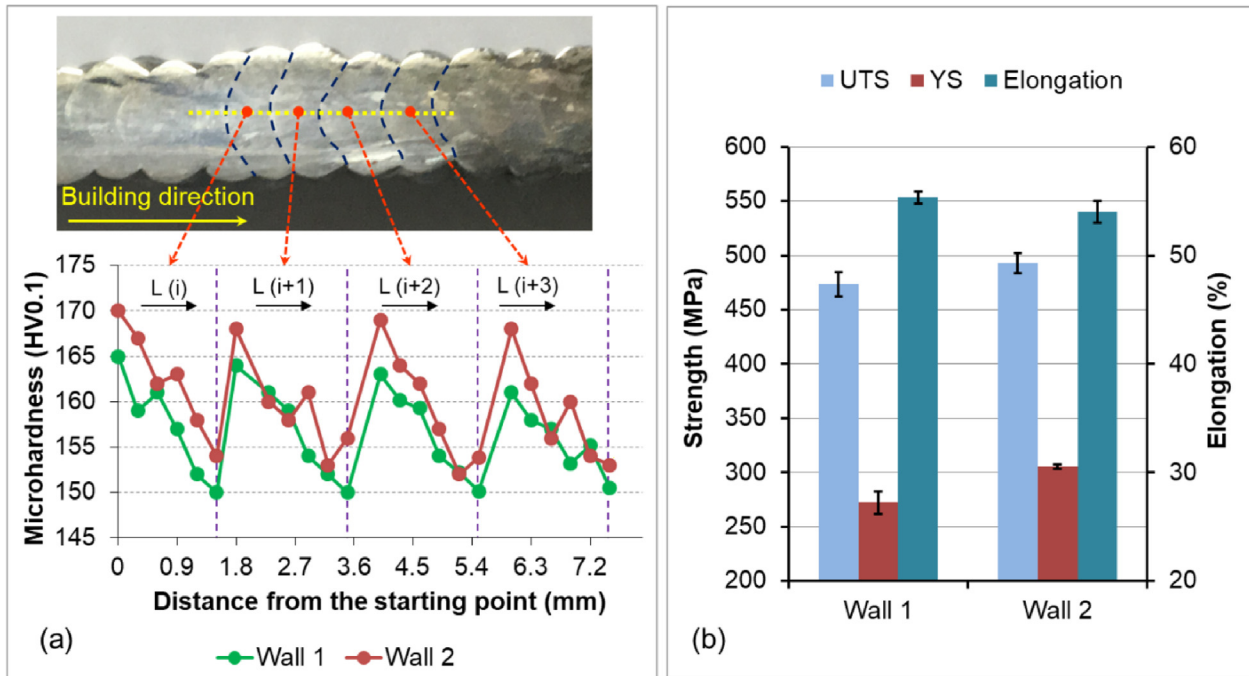 Building direction
L (i)
L (i+1)
L (i+2)
L (i+3)
Microhardness (HV0.1)
175
170
165
160
155
150
145
0 0.9 1.8 2.7 3.6 4.5 5.4 6.3 7.2
Distance from the starting point (mm)
(a)
Wall 1 Wall 2
UTS YS Elongation
Strength (MPa)
600
550
500
450
400
350
300
250
200
60
50
40
30
20
Elongation (%)
Wall 1 Wall 2
(b)